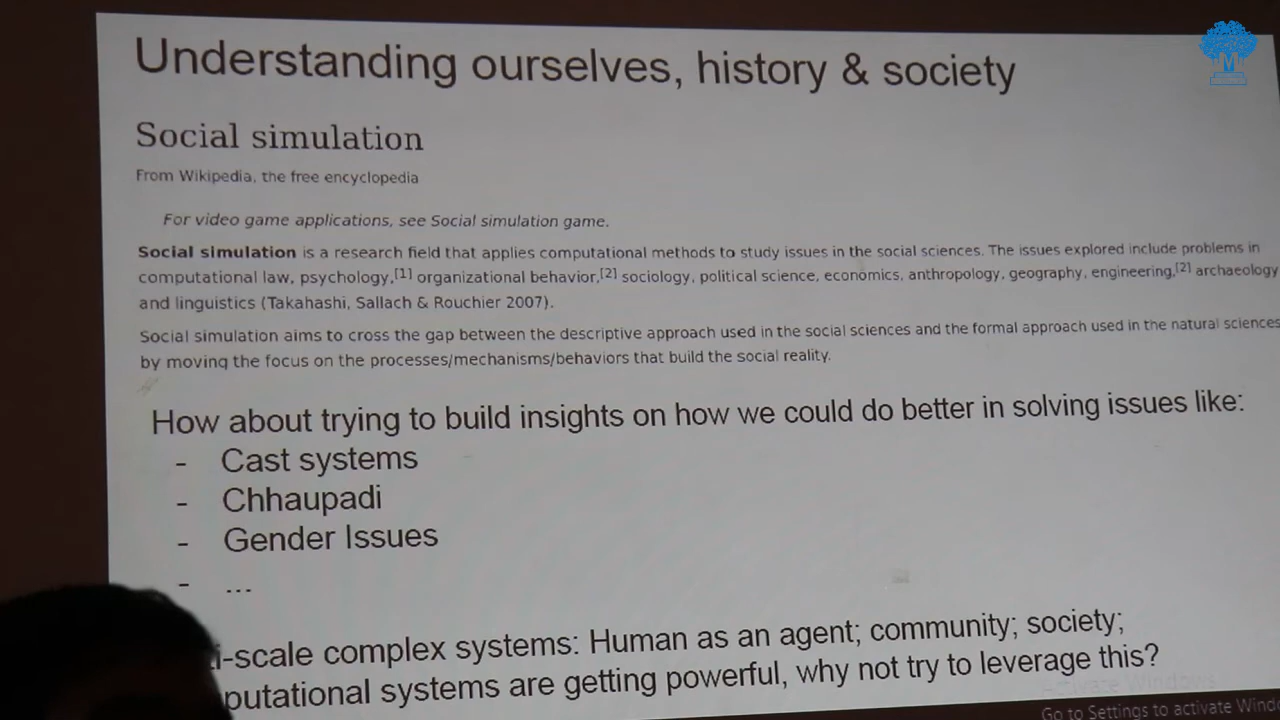 Understanding ourselves, history & society
Social simulation
From Wikipedia, the free encyclopedia
For video game applications, see Social simulation game.
Social simulation is a research field that applies computational methods to study issues in the social sciences. The issues explored include problems in
computational law, psychology,[1] organizational behavior,[2] sociology, political science, economics, anthropology, geography, engineering,[2] archaeology
and linguistics (Takahashi, Sallach & Rouchier 2007).
Social simulation aims to cross the gap between the descriptive approach used in the social sciences and the formal approach used in the natural sciences
by moving the focus on the processes/mechanisms/behaviors that build the social reality.
How about trying to build insights on how we could do better in solving issues like:
- Cast systems
- Chhaupadi
- Gender Issues
- ...
i-scale complex systems: Human as an agent; community; society;
putational systems are getting powerful, why not try to leverage this?
Activate Windows
Go to Settings to activate Wind
M